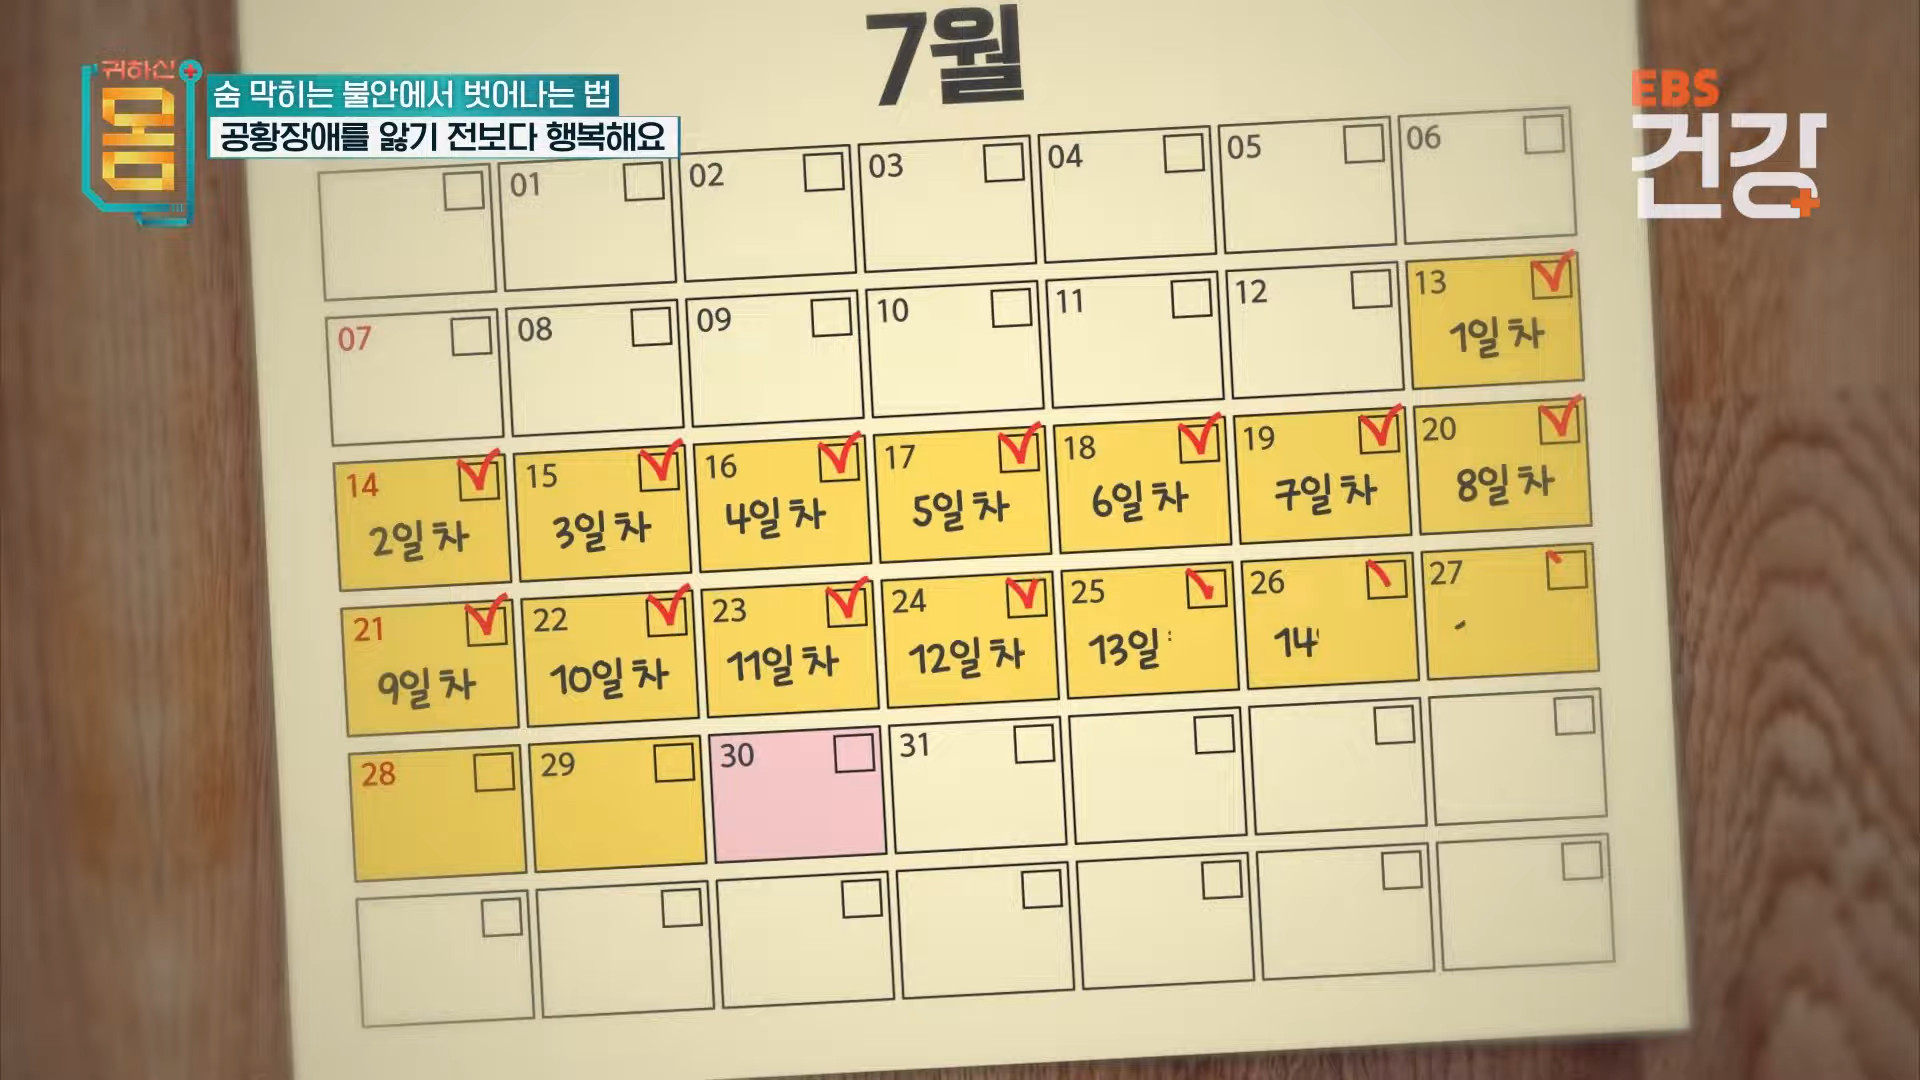 귀하신
몸
숨 막히는 불안에서 벗어나는 법
공황장애를 앓기 전보다 행복해요
EBS
건강
7월
01 02 03 04 05 06
07 08 09 10 11 12 13
1일차
14 15 16 17 18 19 20
2일차 3일차 4일차 5일차 6일차 7일차 8일차
21 22 23 24 25 26 27
9일차 10일차 11일차 12일차 13일 14
28 29 30 31